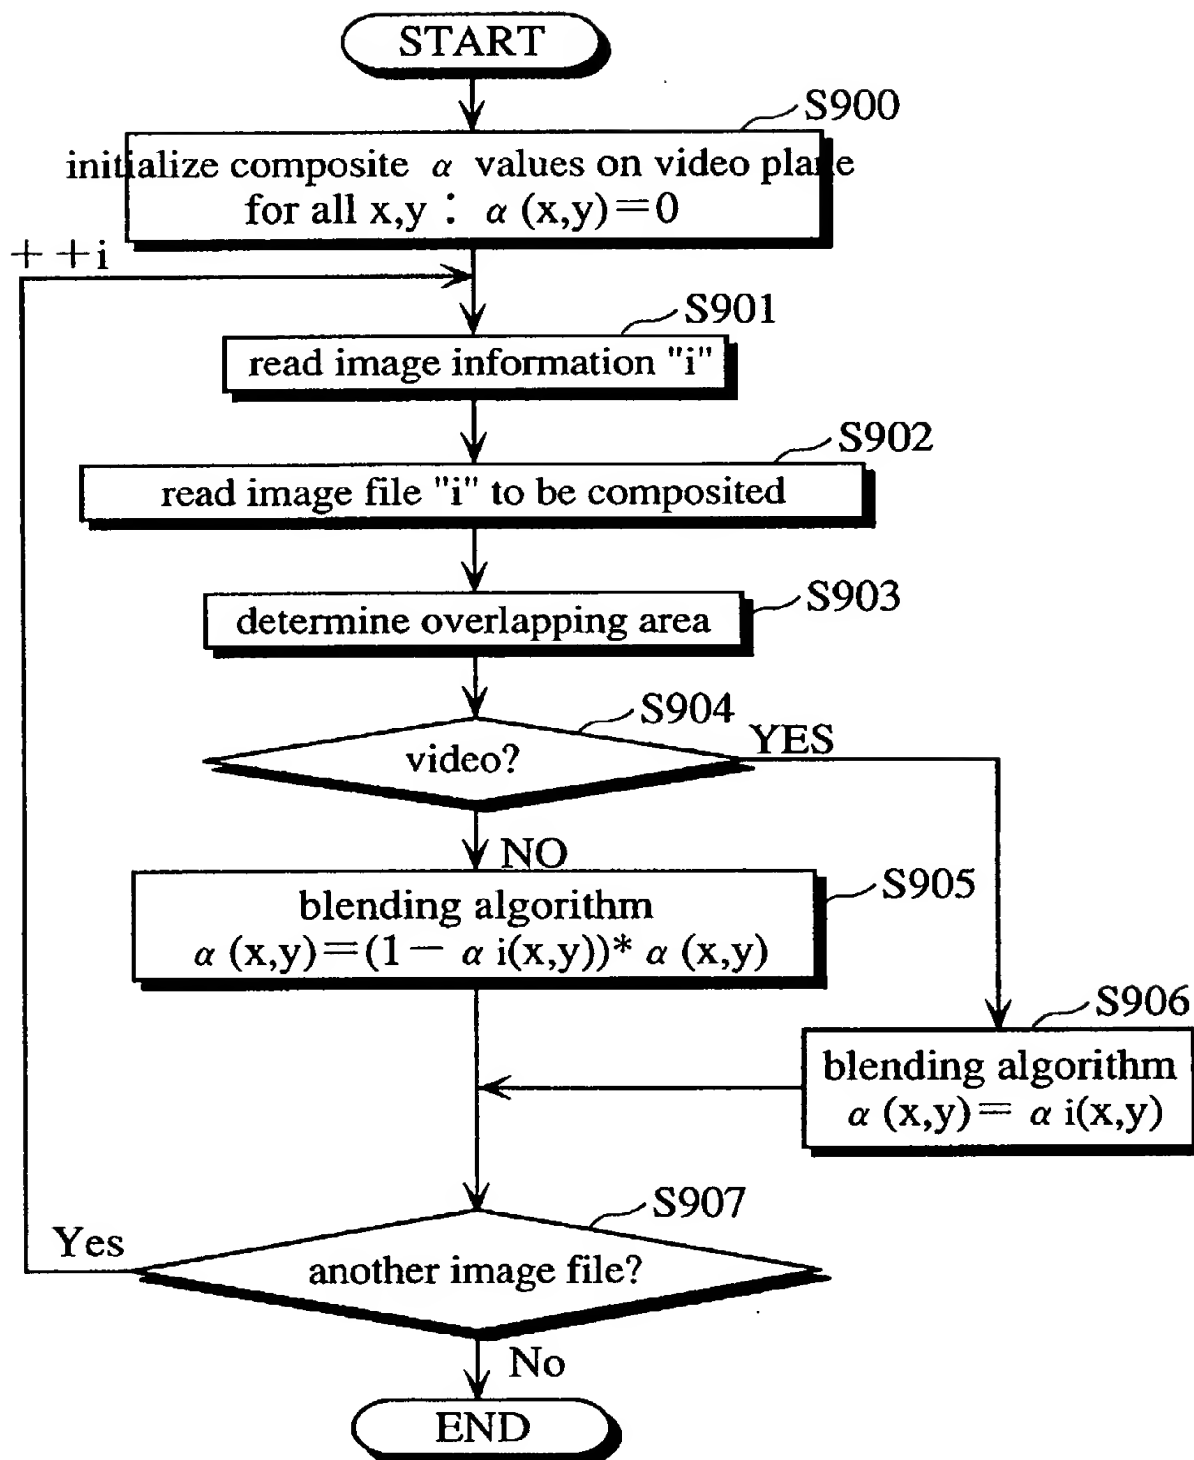 START
S900
initialize composite α values on video plane
for all x,y : α (x,y)=0
+ +i
S901
read image information "i"
S902
read image file "i" to be composited
S903
determine overlapping area
S904
video?
YES
NO
S905
blending algorithm
α (x,y)=(1- α i(x,y))* α (x,y)
S906
blending algorithm
α (x,y)= α i(x,y)
S907
Yes
another image file?
No
END